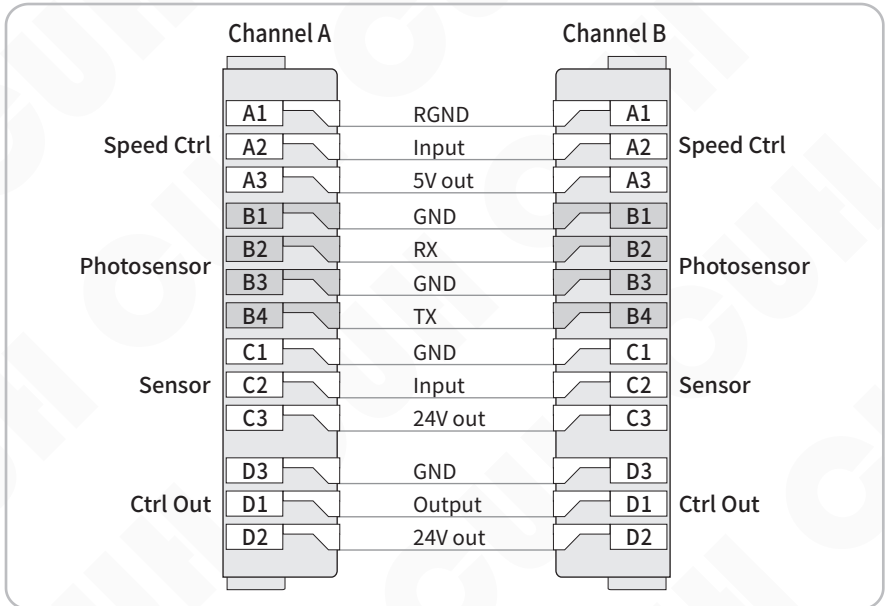 Channel A Channel B
A1 RGND A1
Speed Ctrl A2 Input A2 Speed Ctrl
A3 5V out A3
B1 GND B1
B2 RX B2
Photosensor Photosensor
B3 GND B3
B4 TX B4
C1 GND C1
Sensor C2 Input C2 Sensor
C3 24V out C3
D3 GND D3
Ctrl Out D1 Output D1 Ctrl Out
D2 24V out D2